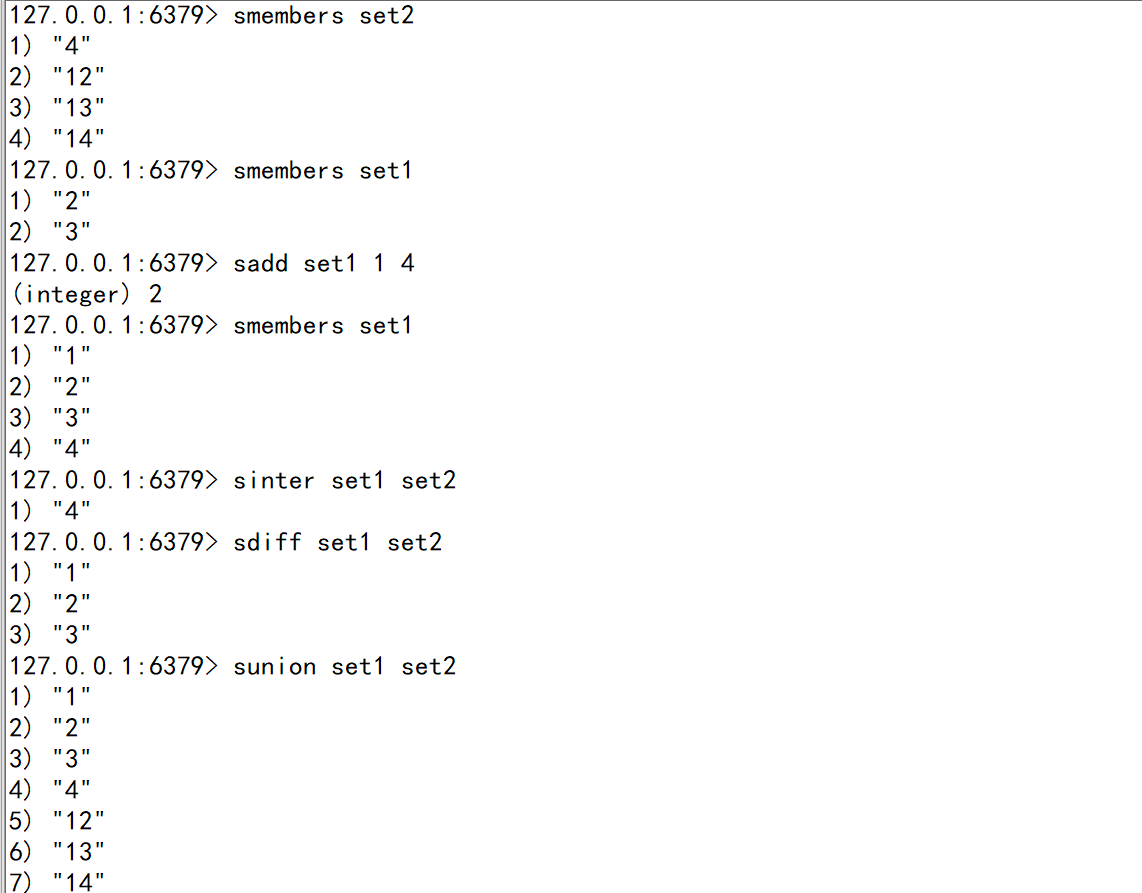 127.0.0.1:6379> smembers set2
1) "4"
2) "12"
3) "13"
4) "14"
127.0.0.1:6379> smembers set1
1) "2"
2) "3"
127.0.0.1:6379> sadd set1 1 4
(integer) 2
127.0.0.1:6379> smembers set1
1) "1"
2) "2"
3) "3"
4) "4"
127.0.0.1:6379> sinter set1 set2
1) "4"
127.0.0.1:6379> sdiff set1 set2
1) "1"
2) "2"
3) "3"
127.0.0.1:6379> sunion set1 set2
1) "1"
2) "2"
3) "3"
4) "4"
5) "12"
6) "13"
7) "14"